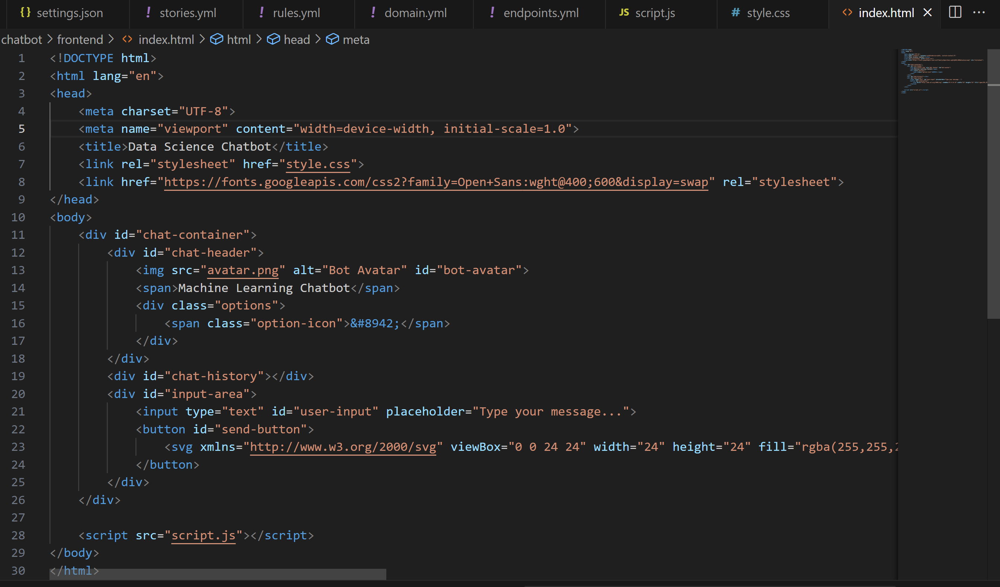 {} settings.json ! stories.yml ! rules.yml ! domain.yml ! endpoints.yml JS script.js # style.css <> index.html
chatbot > frontend > <> index.html > html > head > meta
1 <!DOCTYPE html>
2 <html lang="en">
3 <head>
4     <meta charset="UTF-8">
5     <meta name="viewport" content="width=device-width, initial-scale=1.0">
6     <title>Data Science Chatbot</title>
7     <link rel="stylesheet" href="style.css">
8     <link href="https://fonts.googleapis.com/css2?family=Open+Sans:wght@400;600&display=swap" rel="stylesheet">
9 </head>
10 <body>
11     <div id="chat-container">
12         <div id="chat-header">
13             <img src="avatar.png" alt="Bot Avatar" id="bot-avatar">
14             <span>Machine Learning Chatbot</span>
15             <div class="options">
16                 <span class="option-icon">&#8942;</span>
17             </div>
18         </div>
19         <div id="chat-history"></div>
20         <div id="input-area">
21             <input type="text" id="user-input" placeholder="Type your message...">
22             <button id="send-button">
23                 <svg xmlns="http://www.w3.org/2000/svg" viewBox="0 0 24 24" width="24" height="24" fill="rgba(255,255,2
24             </button>
25         </div>
26     </div>
27
28     <script src="script.js"></script>
29 </body>
30 </html>